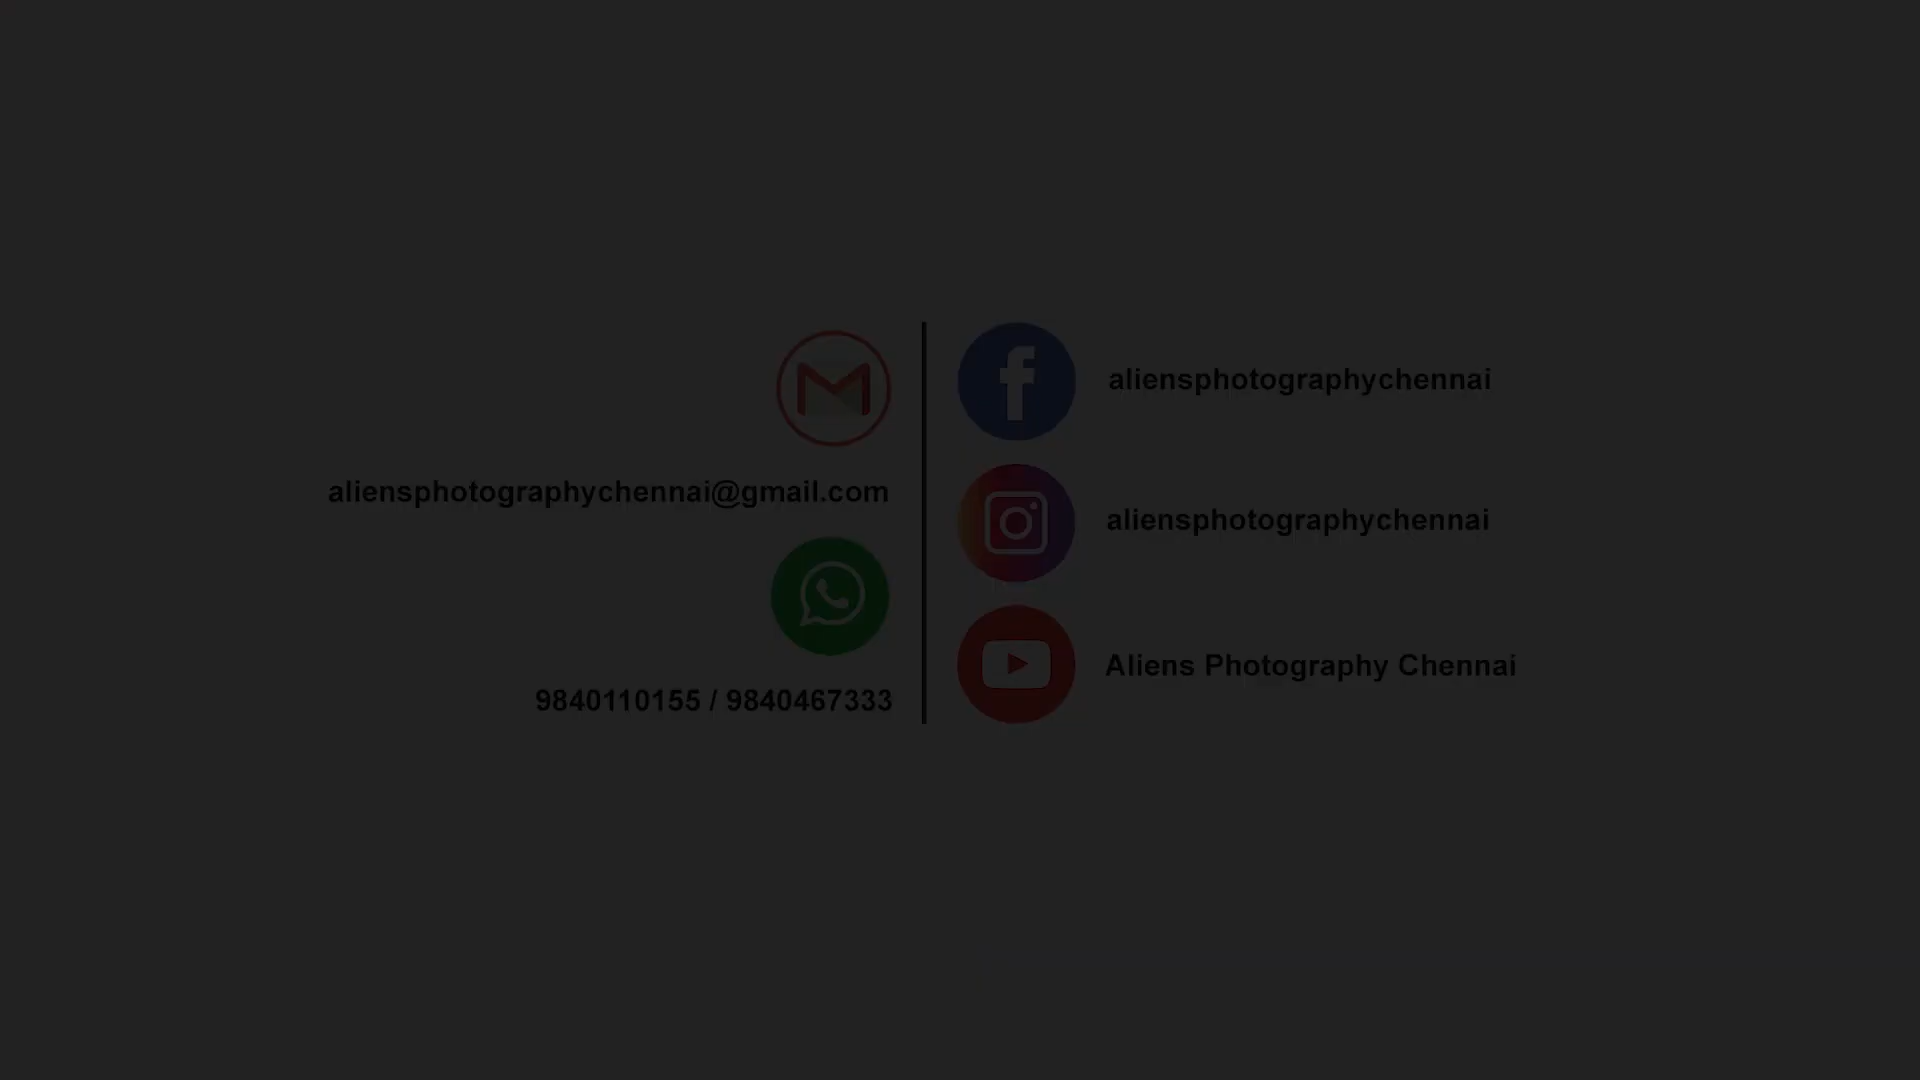 aliensphotographychennai@gmail.com
9840110155 / 9840467333
aliensphotographychennai
aliensphotographychennai
Aliens Photography Chennai